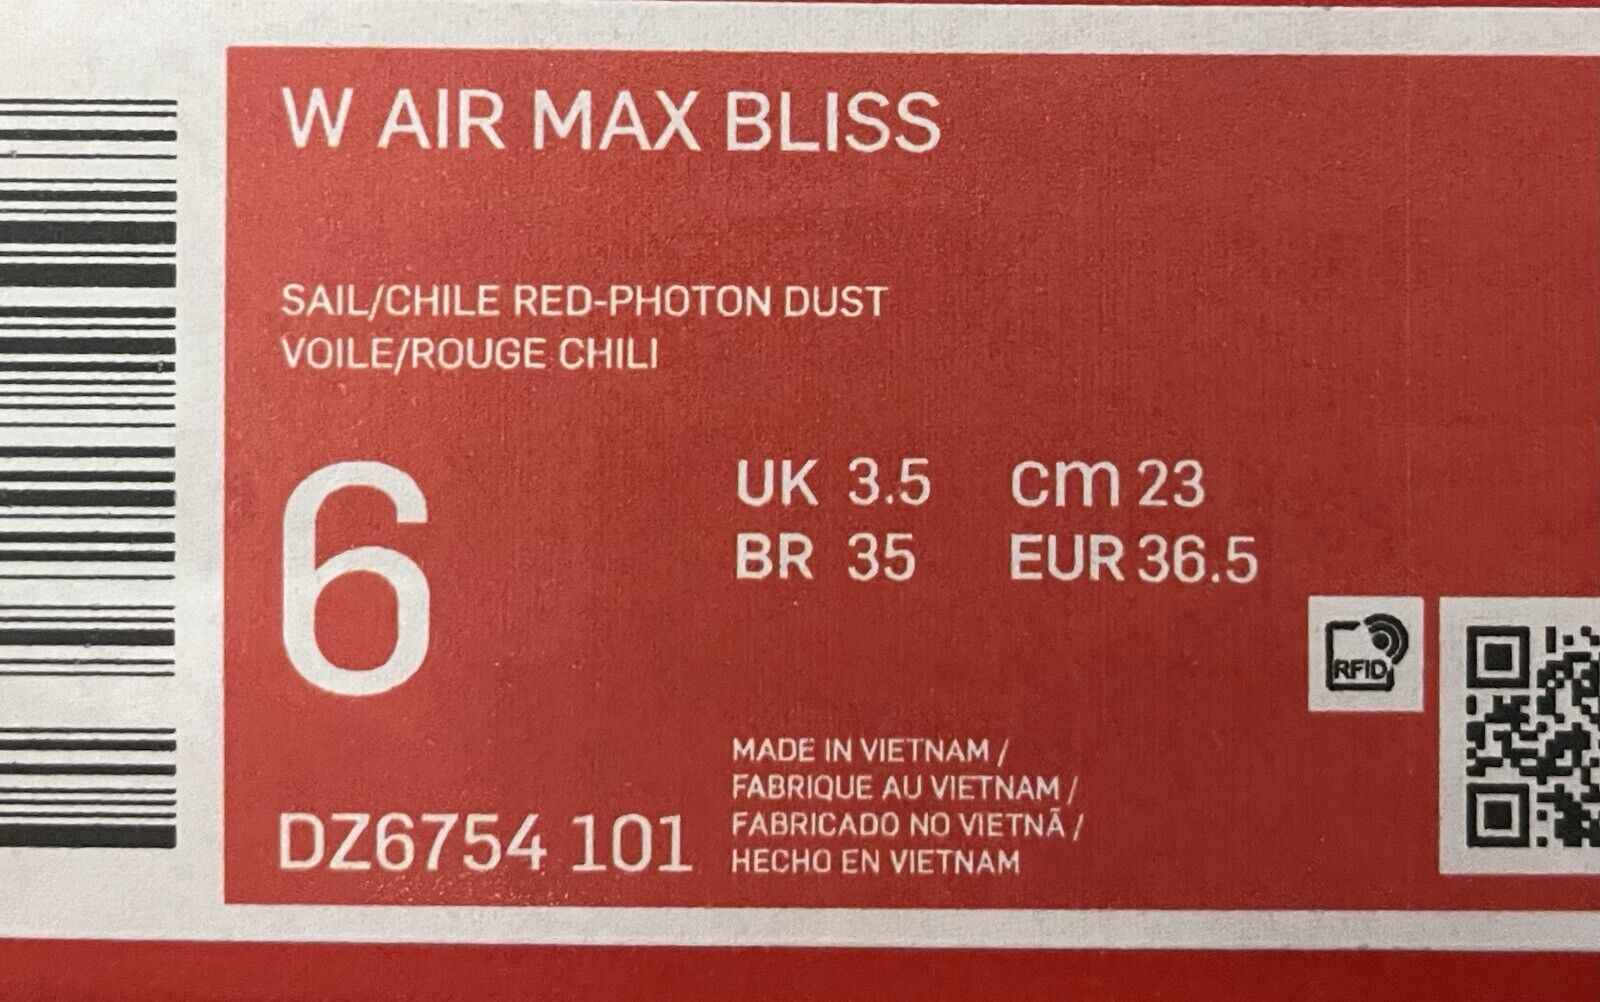 W AIR MAX BLISS
SAIL/CHILE RED-PHOTON DUST
VOILE/ROUGE CHILI
6
UK 3.5 cm 23
BR 35 EUR 36.5
RFID
DZ6754 101
MADE IN VIETNAM /
FABRIQUE AU VIETNAM /
FABRICADO NO VIETNÃ /
HECHO EN VIETNAM